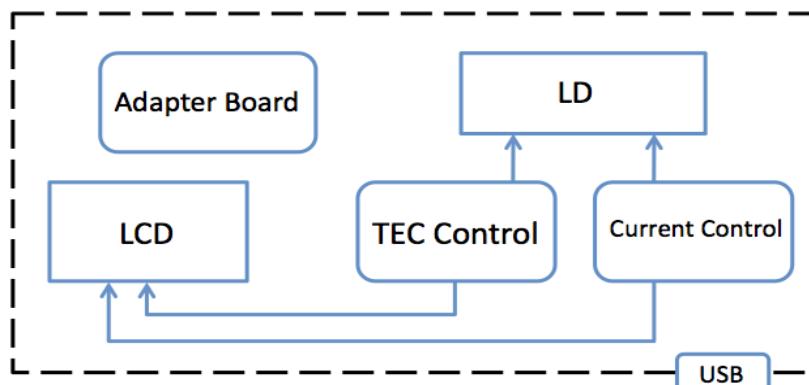 Adapter Board
LD
LCD
TEC Control
Current Control
USB